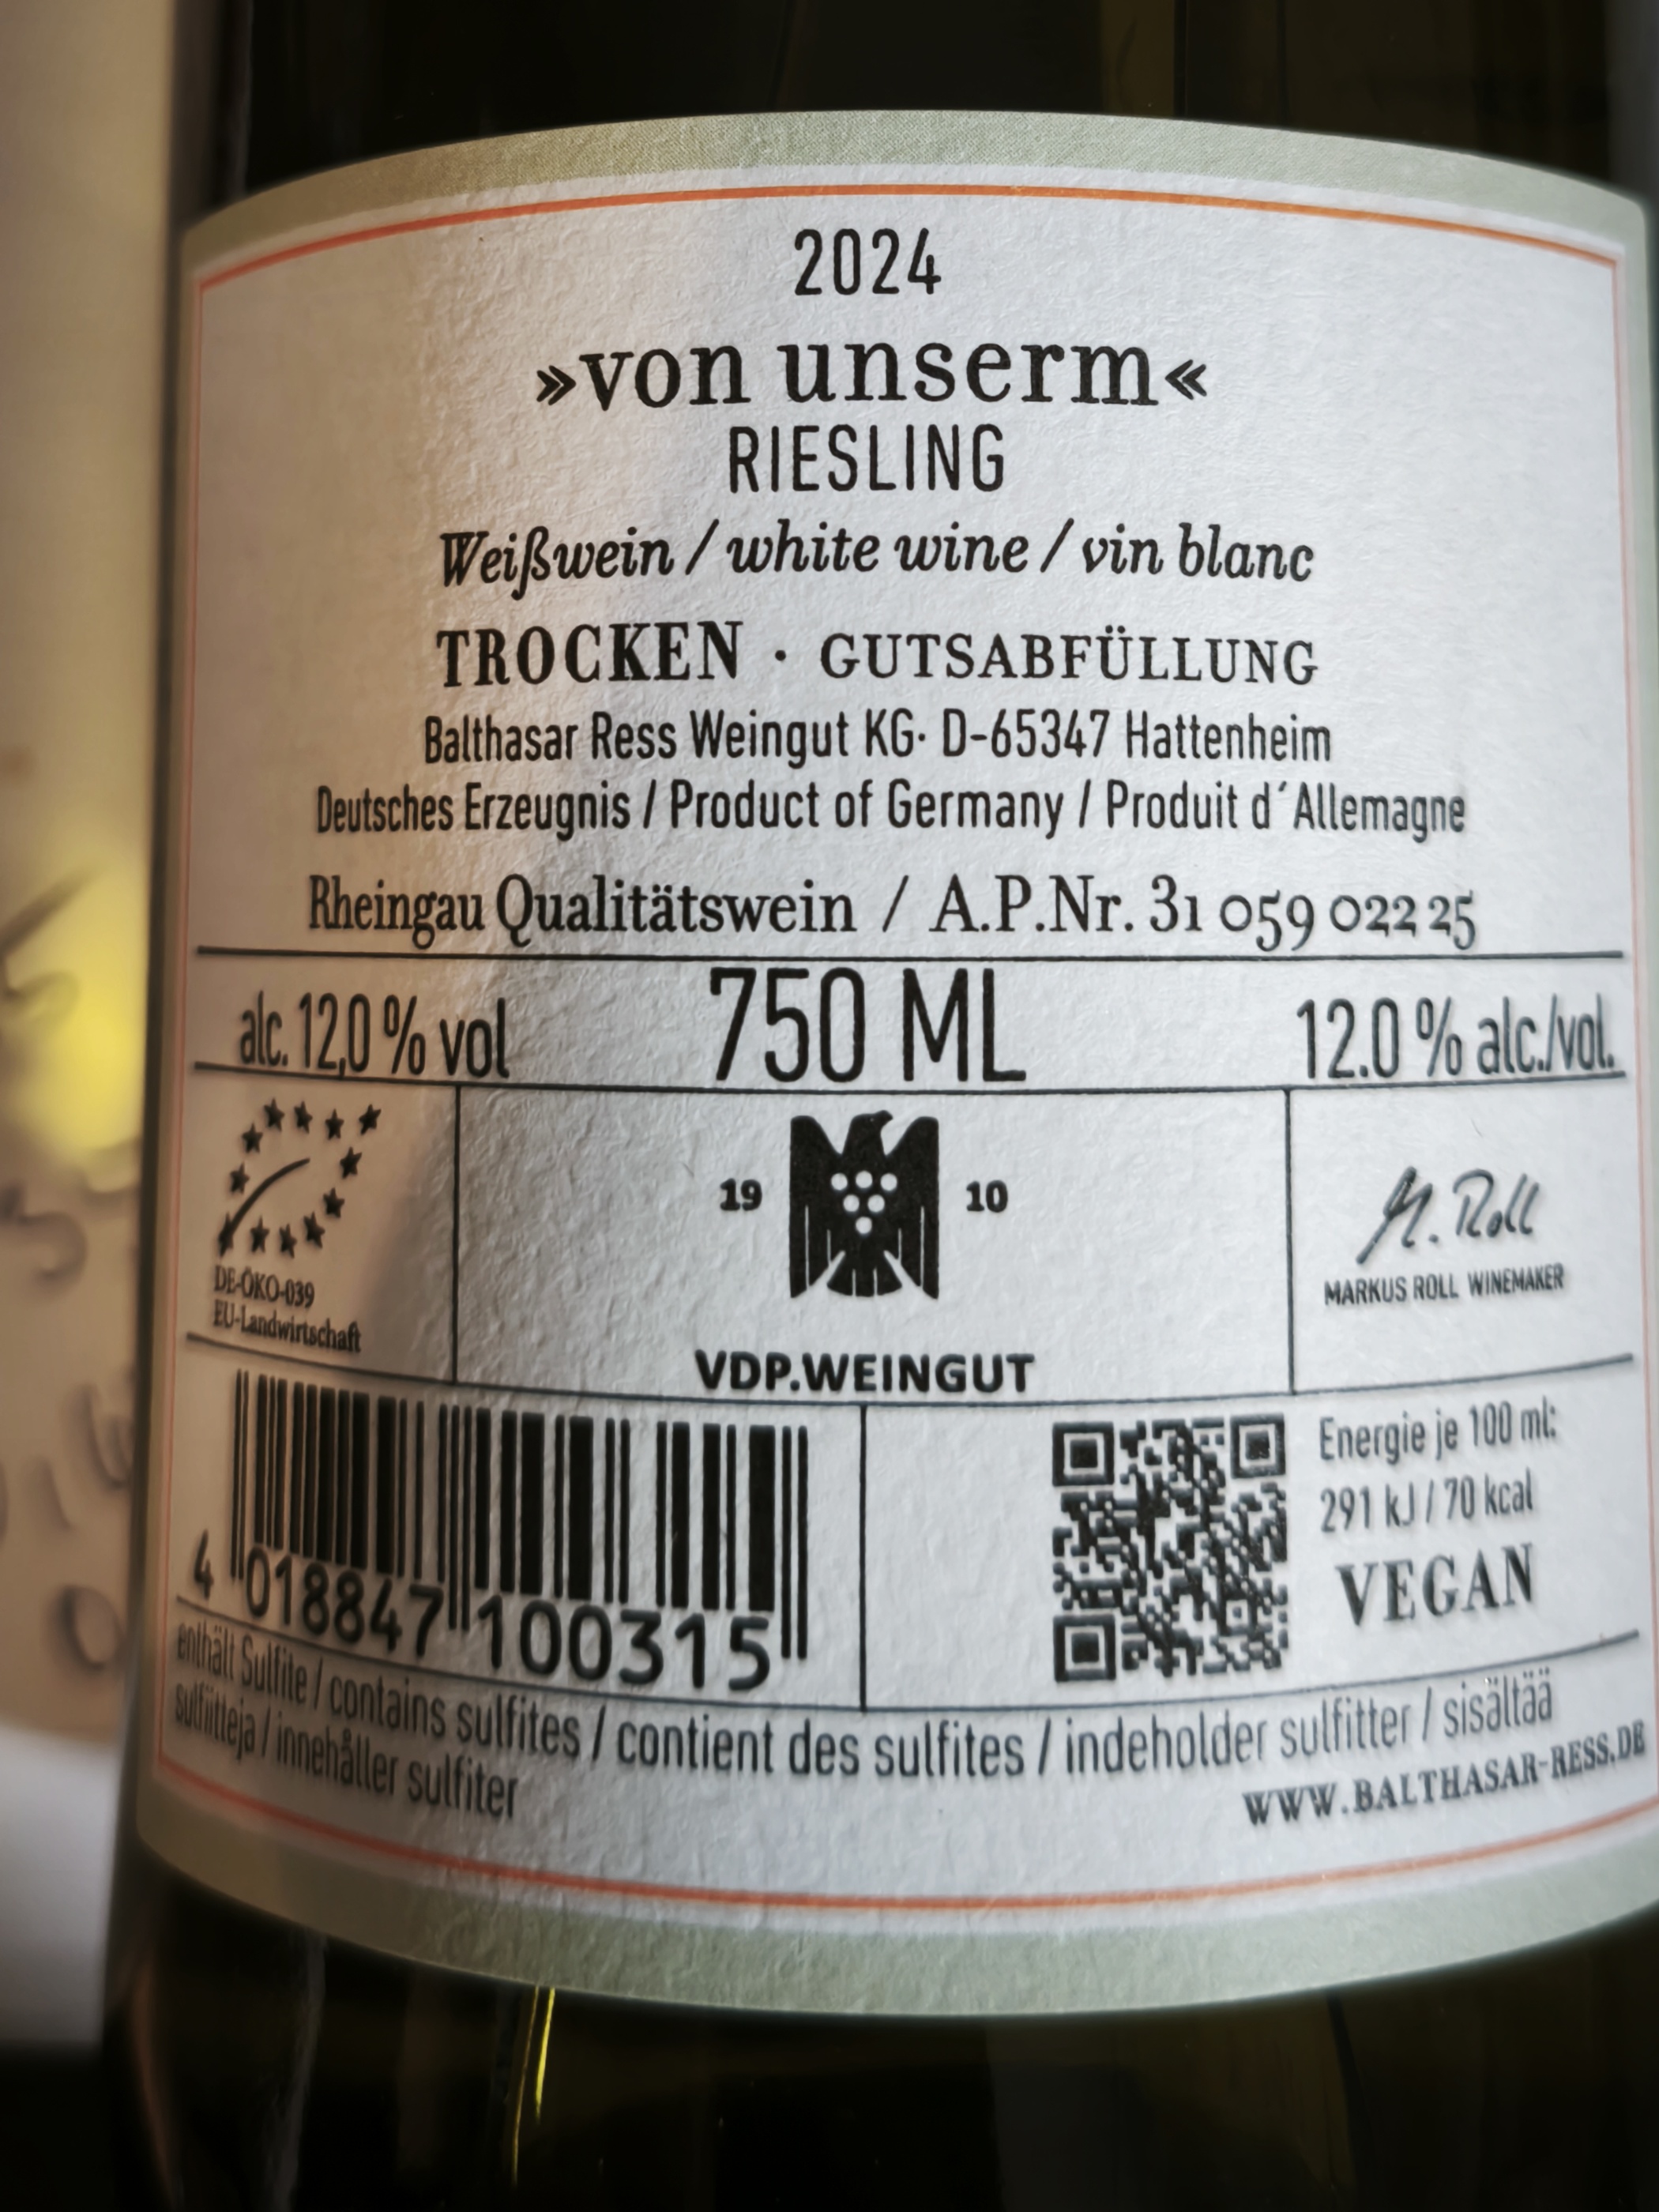 2024
»von unserm«
RIESLING
Weißwein / white wine / vin blanc
TROCKEN · GUTSABFÜLLUNG
Balthasar Ress Weingut KG· D-65347 Hattenheim
Deutsches Erzeugnis / Product of Germany / Produit d´Allemagne
Rheingau Qualitätswein / A.P.Nr. 31 059 022 25
alc. 12,0 % vol 750 ML 12.0 % alc./vol.
19 10
M. Roll
MARKUS ROLL WINEMAKER
DE-ÖKO-039
EU-Landwirtschaft
VDP.WEINGUT
Energie je 100 ml:
291 kJ / 70 kcal
VEGAN
4 018847 100315
enthält Sulfite / contains sulfites / contient des sulfites / indeholder sulfitter / sisältää
sulfiitteja / innehåller sulfiter
WWW.BALTHASAR-RESS.DE